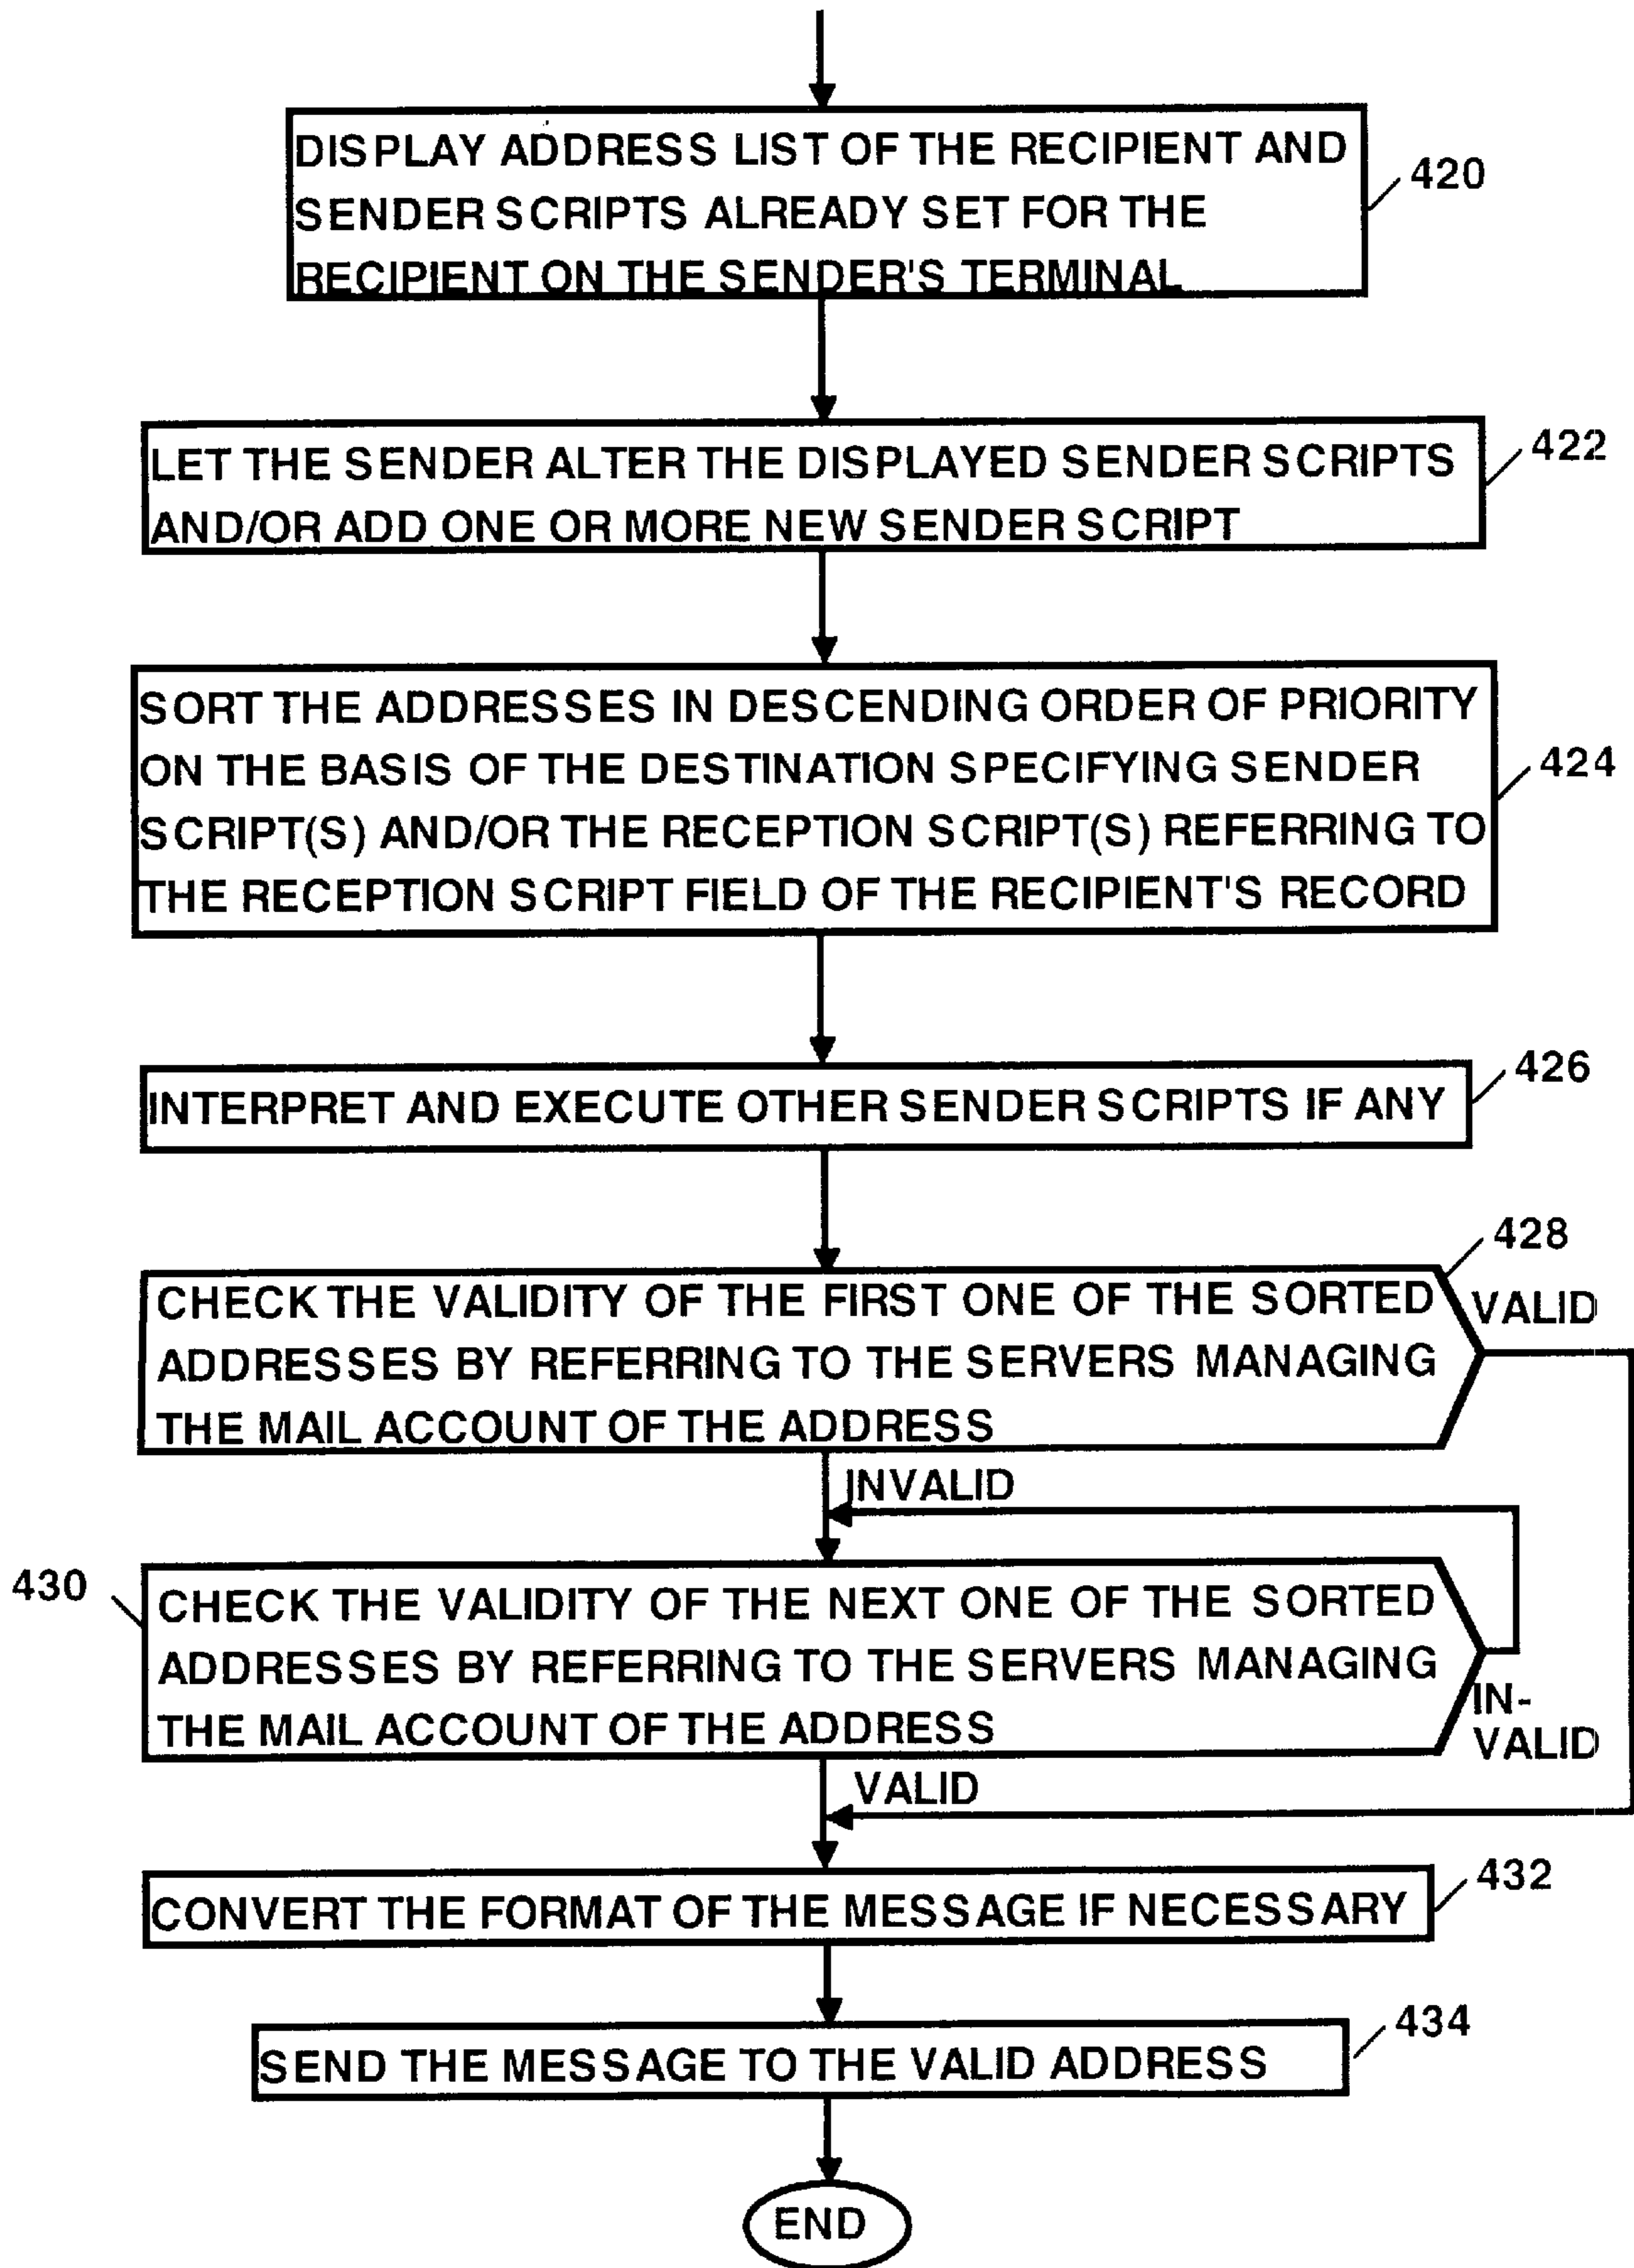 DISPLAY ADDRESS LIST OF THE RECIPIENT AND
SENDER SCRIPTS ALREADY SET FOR THE
RECIPIENT ON THE SENDER'S TERMINAL
420
LET THE SENDER ALTER THE DISPLAYED SENDER SCRIPTS
AND/OR ADD ONE OR MORE NEW SENDER SCRIPT
422
SORT THE ADDRESSES IN DESCENDING ORDER OF PRIORITY
ON THE BASIS OF THE DESTINATION SPECIFYING SENDER
SCRIPT(S) AND/OR THE RECEPTION SCRIPT(S) REFERRING TO
THE RECEPTION SCRIPT FIELD OF THE RECIPIENT'S RECORD
424
INTERPRET AND EXECUTE OTHER SENDER SCRIPTS IF ANY
426
428
CHECK THE VALIDITY OF THE FIRST ONE OF THE SORTED
ADDRESSES BY REFERRING TO THE SERVERS MANAGING
THE MAIL ACCOUNT OF THE ADDRESS
VALID
INVALID
430
CHECK THE VALIDITY OF THE NEXT ONE OF THE SORTED
ADDRESSES BY REFERRING TO THE SERVERS MANAGING
THE MAIL ACCOUNT OF THE ADDRESS
IN-
VALID
VALID
CONVERT THE FORMAT OF THE MESSAGE IF NECESSARY
432
SEND THE MESSAGE TO THE VALID ADDRESS
434
END